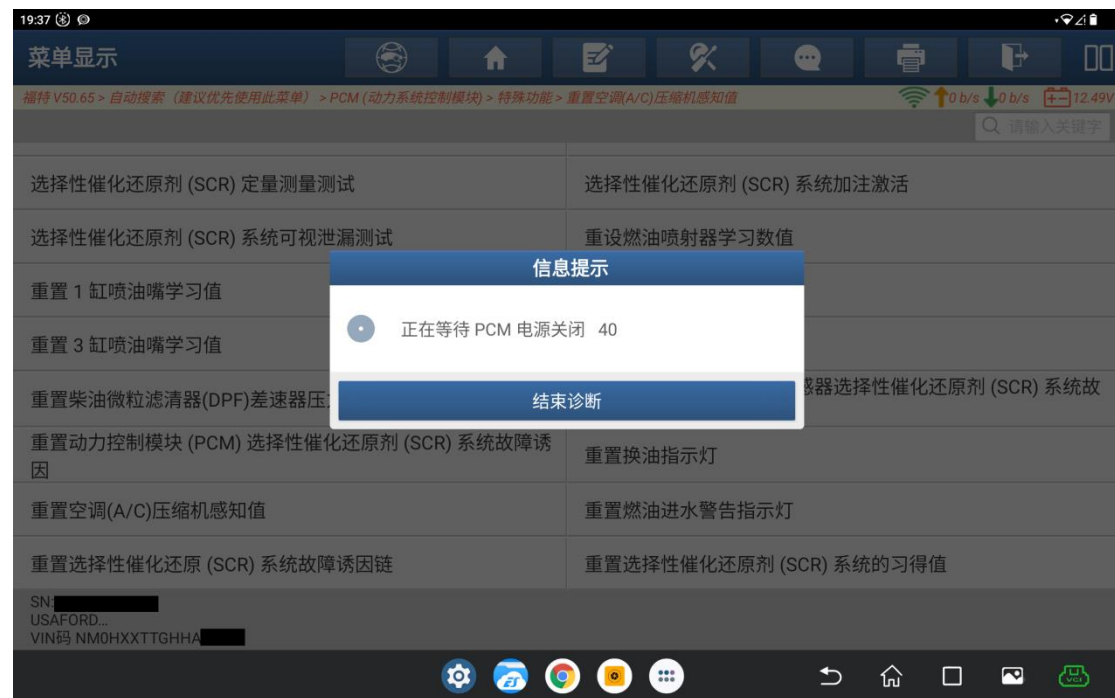 19:37
菜单显示
福特 V50.65 > 自动搜索（建议优先使用此菜单）> PCM (动力系统控制模块) > 特殊功能 > 重置空调(A/C)压缩机感知值
0 b/s 0 b/s 12.49V
请输入关键字
选择性催化还原剂 (SCR) 定量测量测试
选择性催化还原剂 (SCR) 系统加注激活
选择性催化还原剂 (SCR) 系统可视泄漏测试
重设燃油喷射器学习数值
信息提示
重置 1 缸喷油嘴学习值
正在等待 PCM 电源关闭 40
重置 3 缸喷油嘴学习值
重置柴油微粒滤清器(DPF)差速器压
结束诊断
感器选择性催化还原剂 (SCR) 系统故
重置动力控制模块 (PCM) 选择性催化还原剂 (SCR) 系统故障诱
因
重置换油指示灯
重置空调(A/C)压缩机感知值
重置燃油进水警告指示灯
重置选择性催化还原 (SCR) 系统故障诱因链
重置选择性催化还原剂 (SCR) 系统的习得值
SN:
USAFORD...
VIN码 NM0HXXTTGHHA
VCI